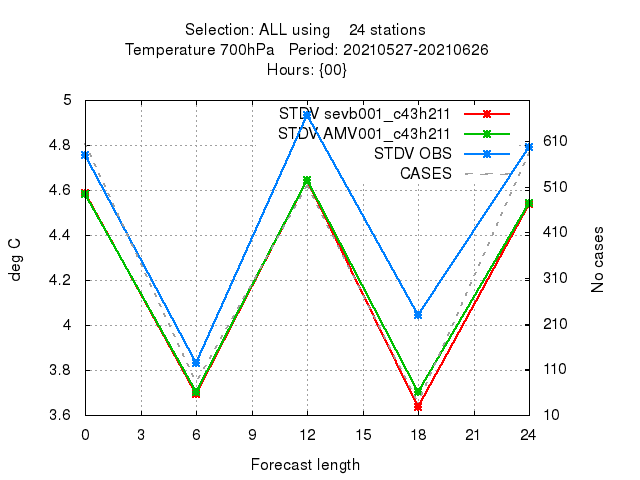 Selection: ALL using 24 stations
Temperature 700hPa Period: 20210527-20210626
Hours: {00}
STDV sevb001_c43h211
STDV AMV001_c43h211
STDV OBS
CASES
deg C
5
4.8
4.6
4.4
4.2
4
3.8
3.6
No cases
610
510
410
310
210
110
10
0 3 6 9 12 15 18 21 24
Forecast length